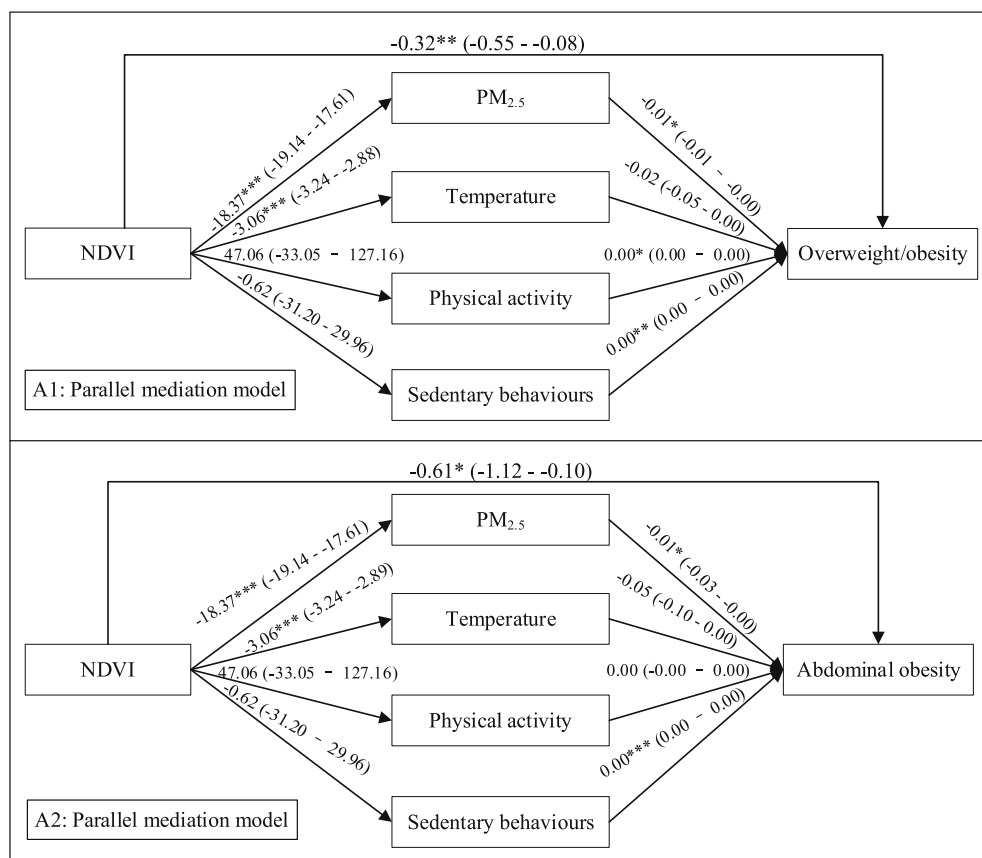 -0.32** (-0.55 - -0.08)
PM2.5
-18.37*** (-19.14 - -17.61)
-0.01* (-0.01 - -0.00)
-3.06*** (-3.24 - -2.88)
-0.02 (-0.05 - 0.00)
Temperature
NDVI
47.06 (-33.05 - 127.16)
0.00* (0.00 - 0.00)
Overweight/obesity
-0.62 (-31.20 - 29.96)
Physical activity
0.00** (0.00 - 0.00)
A1: Parallel mediation model
Sedentary behaviours
-0.61* (-1.12 - -0.10)
PM2.5
-18.37*** (-19.14 - -17.61)
-0.01* (-0.03 - -0.00)
-3.06*** (-3.24 - -2.89)
-0.05 (-0.10 - 0.00)
Temperature
NDVI
47.06 (-33.05 - 127.16)
0.00 (-0.00 - 0.00)
Abdominal obesity
-0.62 (-31.20 - 29.96)
Physical activity
0.00*** (0.00 - 0.00)
A2: Parallel mediation model
Sedentary behaviours